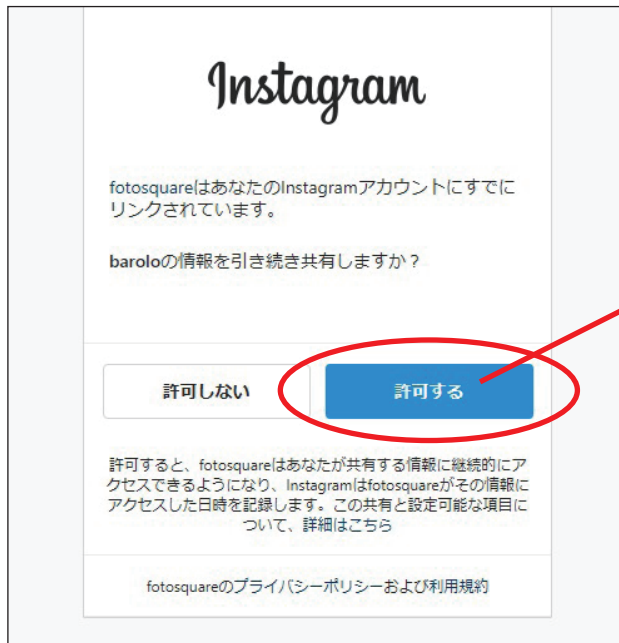 Instagram
fotosquareはあなたのInstagramアカウントにすでに
リンクされています。
baroloの情報を引き続き共有しますか？
許可しない
許可する
許可すると、fotosquareはあなたが共有する情報に継続的にア
クセスできるようになり、Instagramはfotosquareがその情報に
アクセスした日時を記録します。この共有と設定可能な項目に
ついて、詳細はこちら
fotosquareのプライバシーポリシーおよび利用規約